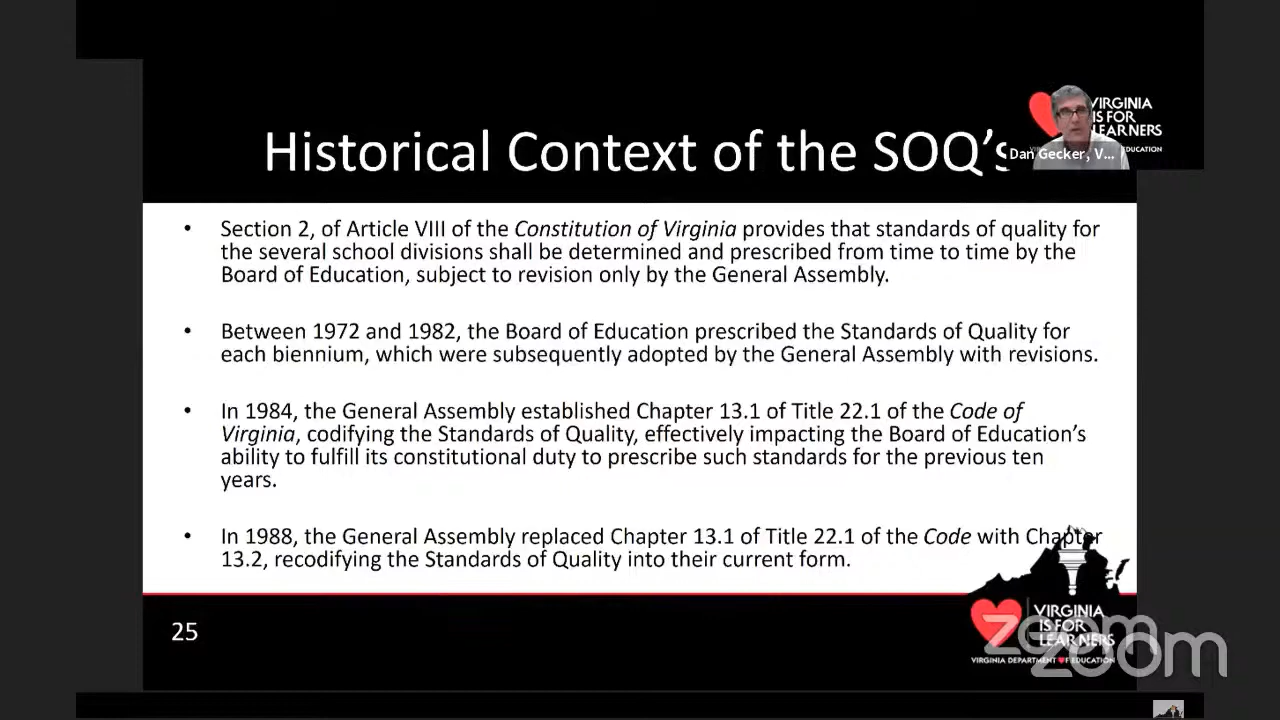 VIRGINIA
IS FOR
LEARNERS
EDUCATION
Historical Context of the SOQ's
Dan Gecker, V...
• Section 2, of Article VIII of the Constitution of Virginia provides that standards of quality for
the several school divisions shall be determined and prescribed from time to time by the
Board of Education, subject to revision only by the General Assembly.
• Between 1972 and 1982, the Board of Education prescribed the Standards of Quality for
each biennium, which were subsequently adopted by the General Assembly with revisions.
• In 1984, the General Assembly established Chapter 13.1 of Title 22.1 of the Code of
Virginia, codifying the Standards of Quality, effectively impacting the Board of Education's
ability to fulfill its constitutional duty to prescribe such standards for the previous ten
years.
• In 1988, the General Assembly replaced Chapter 13.1 of Title 22.1 of the Code with Chapter
13.2, recodifying the Standards of Quality into their current form.
25
VIRGINIA
IS FOR
LEARNERS
VIRGINIA DEPARTMENT OF EDUCATION
zoom
zoom